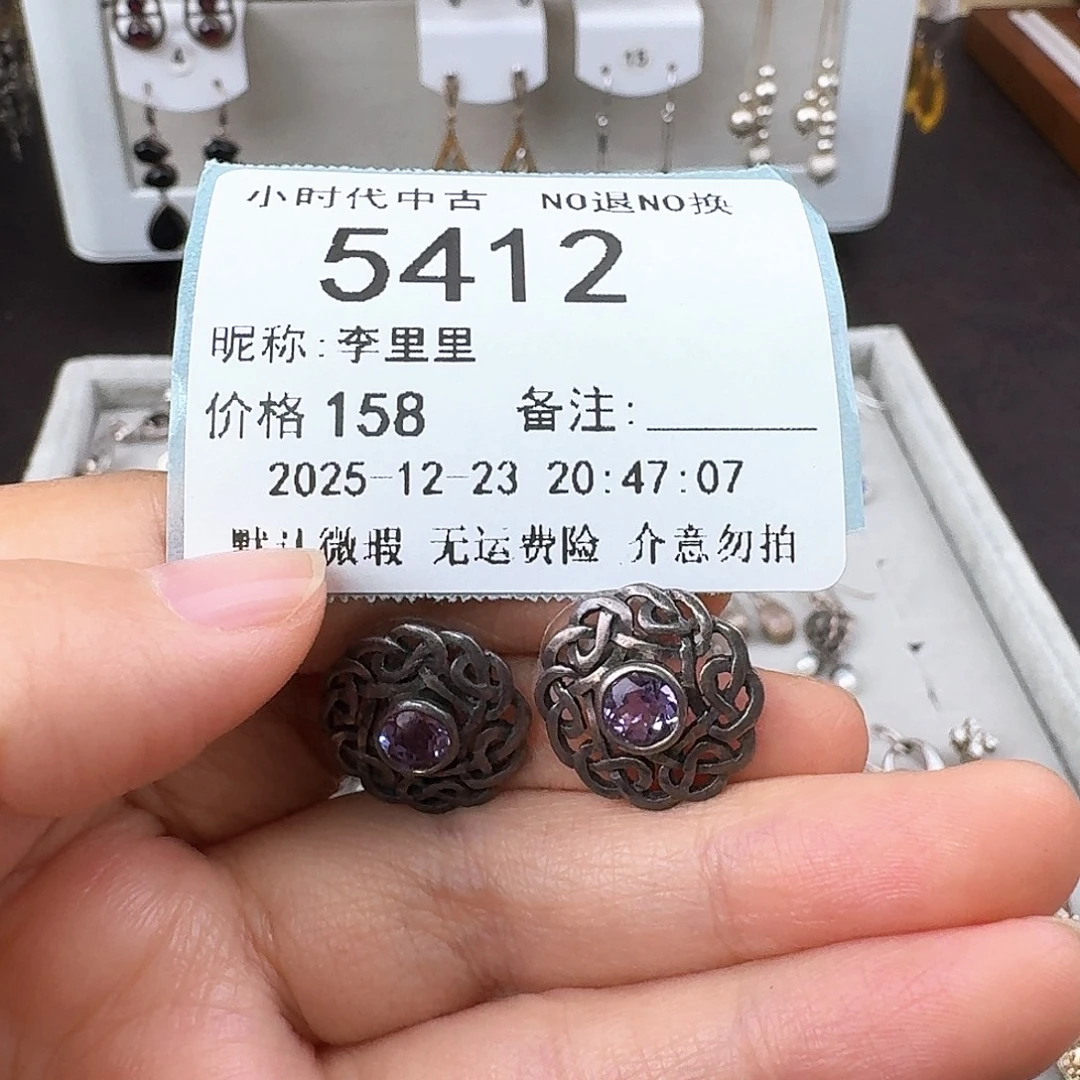 4
15
小时代中古 NO退NO换
5412
昵称:李里里
价格 158 备注:
2025-12-23 20:47:07
默认微瑕 无运费险 介意勿拍